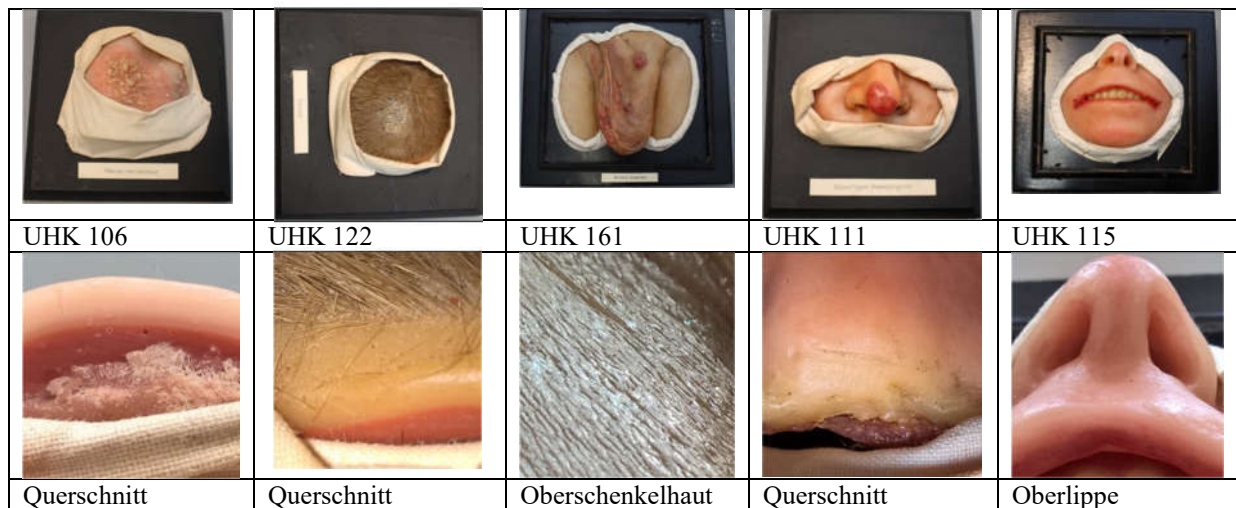 UHK 106
UHK 122
UHK 161
UHK 111
UHK 115
Querschnitt
Querschnitt
Oberschenkelhaut
Querschnitt
Oberlippe